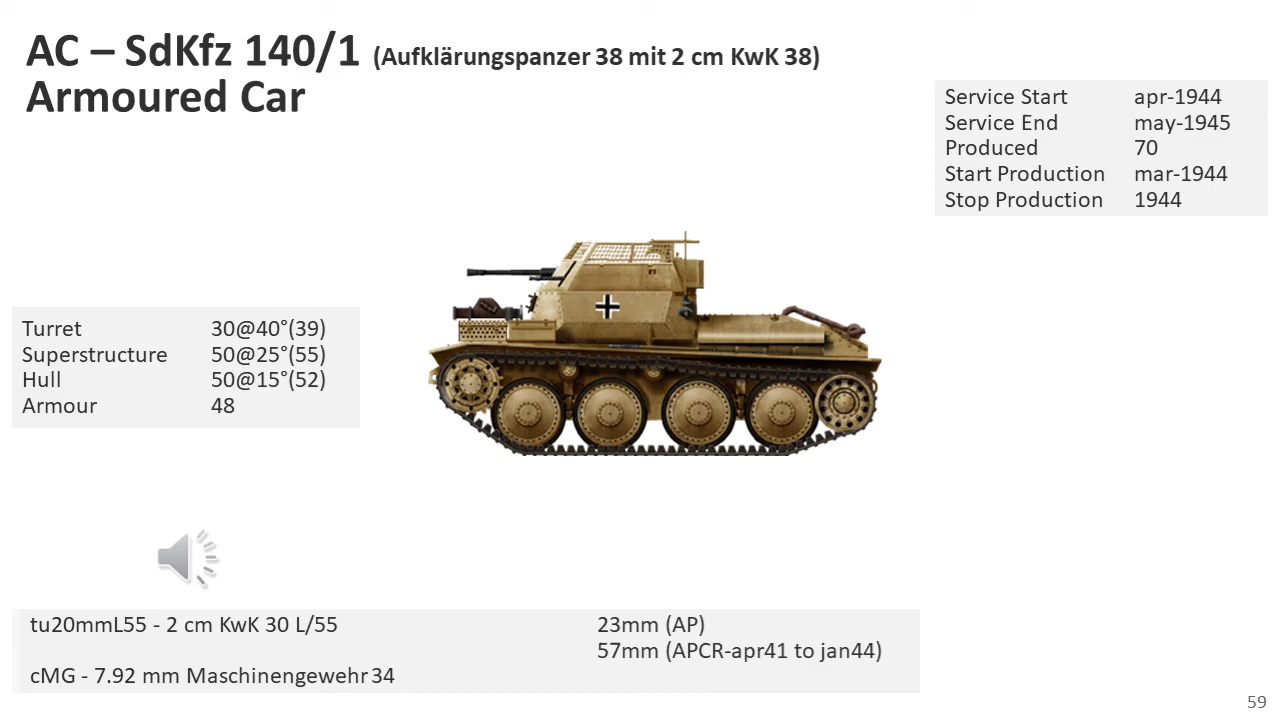 AC – SdKfz 140/1 (Aufklärungspanzer 38 mit 2 cm KwK 38)
Armoured Car
Service Start apr-1944
Service End may-1945
Produced 70
Start Production mar-1944
Stop Production 1944
Turret 30@40°(39)
Superstructure 50@25°(55)
Hull 50@15°(52)
Armour 48
tu20mmL55 - 2 cm KwK 30 L/55 23mm (AP)
57mm (APCR-apr41 to jan44)
cMG - 7.92 mm Maschinengewehr 34
59